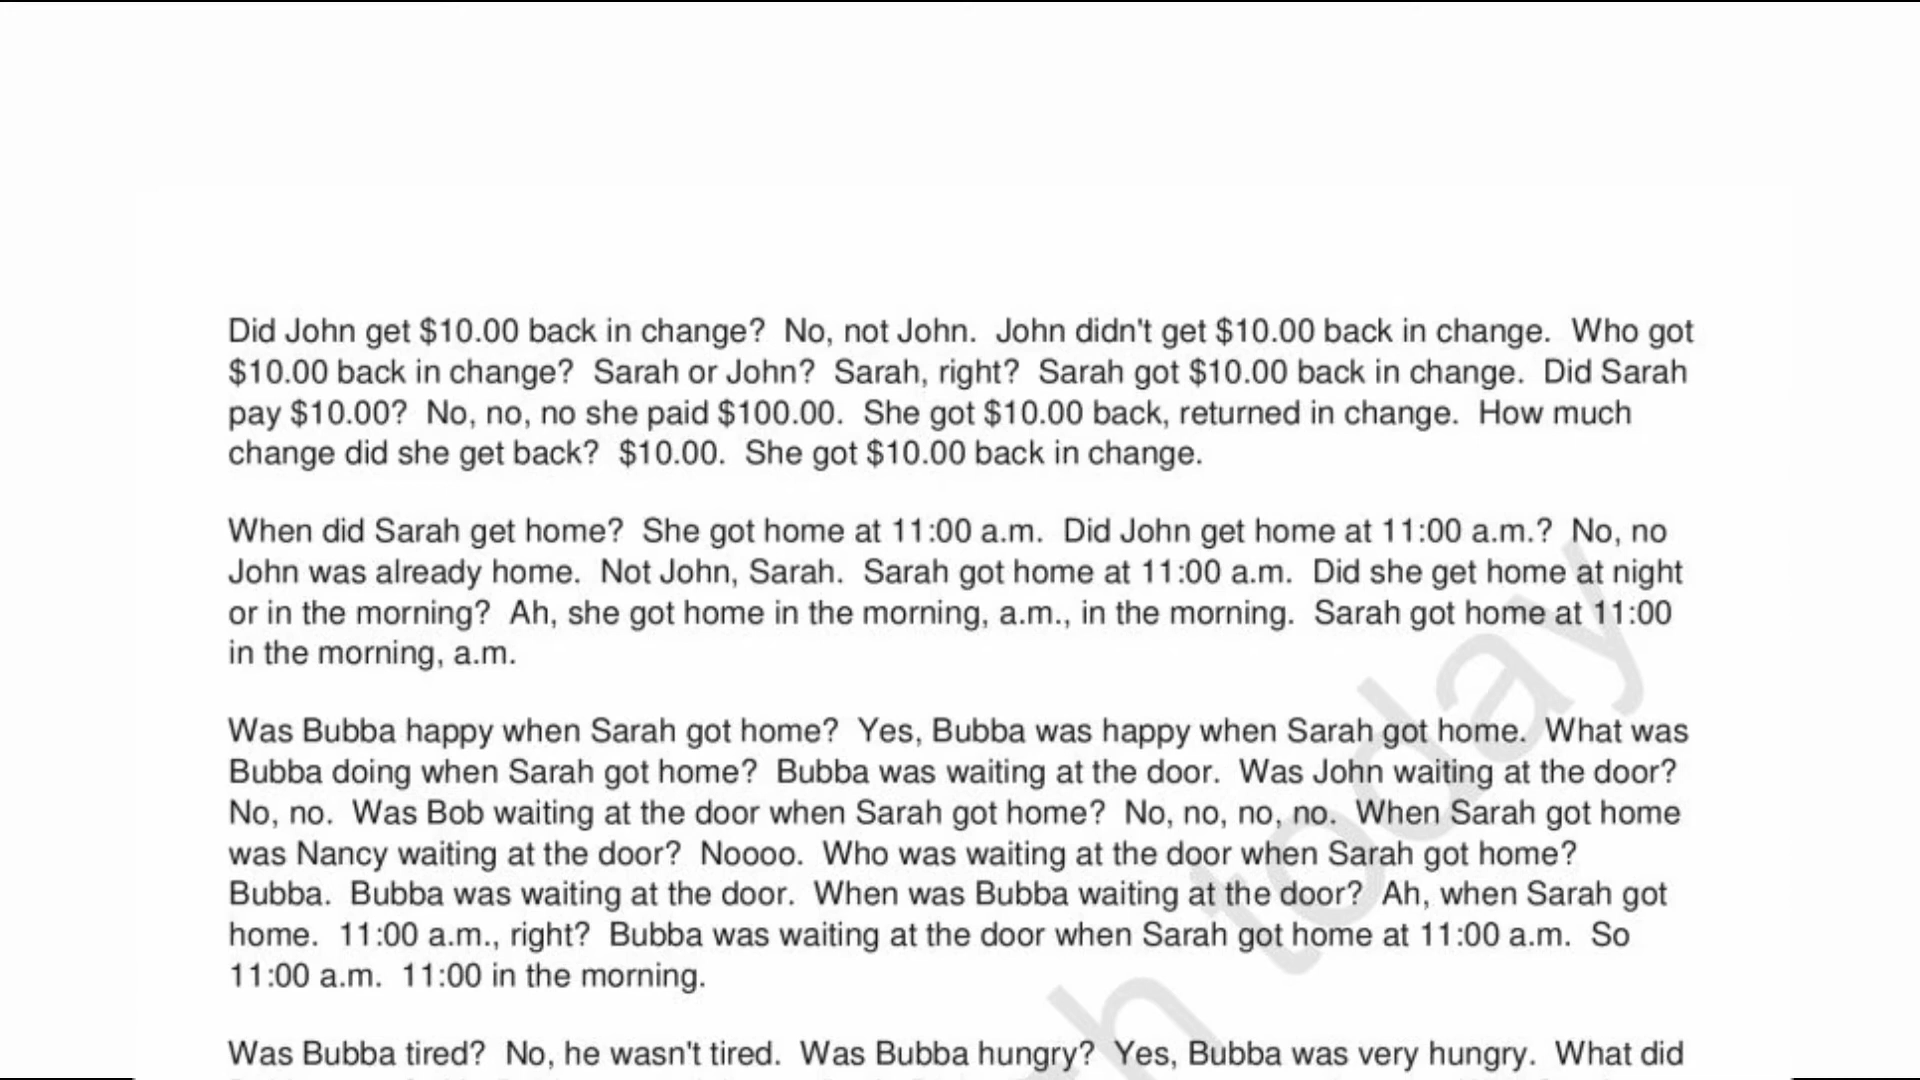 Did John get $10.00 back in change?  No, not John.  John didn't get $10.00 back in change.  Who got
$10.00 back in change?  Sarah or John?  Sarah, right?  Sarah got $10.00 back in change.  Did Sarah
pay $10.00?  No, no, no she paid $100.00.  She got $10.00 back, returned in change.  How much
change did she get back?  $10.00.  She got $10.00 back in change.
When did Sarah get home?  She got home at 11:00 a.m.  Did John get home at 11:00 a.m.?  No, no
John was already home.  Not John, Sarah.  Sarah got home at 11:00 a.m.  Did she get home at night
or in the morning?  Ah, she got home in the morning, a.m., in the morning.  Sarah got home at 11:00
in the morning, a.m.
Was Bubba happy when Sarah got home?  Yes, Bubba was happy when Sarah got home.  What was
Bubba doing when Sarah got home?  Bubba was waiting at the door.  Was John waiting at the door?
No, no.  Was Bob waiting at the door when Sarah got home?  No, no, no, no.  When Sarah got home
was Nancy waiting at the door?  Noooo.  Who was waiting at the door when Sarah got home?
Bubba.  Bubba was waiting at the door.  When was Bubba waiting at the door?  Ah, when Sarah got
home.  11:00 a.m., right?  Bubba was waiting at the door when Sarah got home at 11:00 a.m.  So
11:00 a.m.  11:00 in the morning.
Was Bubba tired?  No, he wasn't tired.  Was Bubba hungry?  Yes, Bubba was very hungry.  What did
today